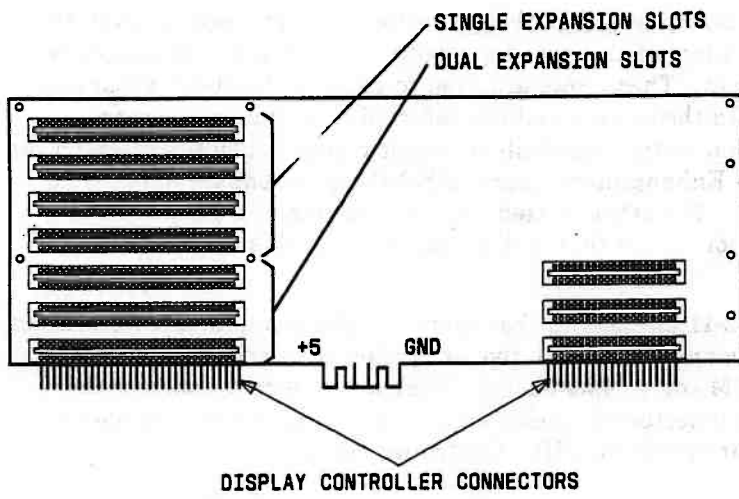 SINGLE EXPANSION SLOTS
DUAL EXPANSION SLOTS
+5 GND
DISPLAY CONTROLLER CONNECTORS